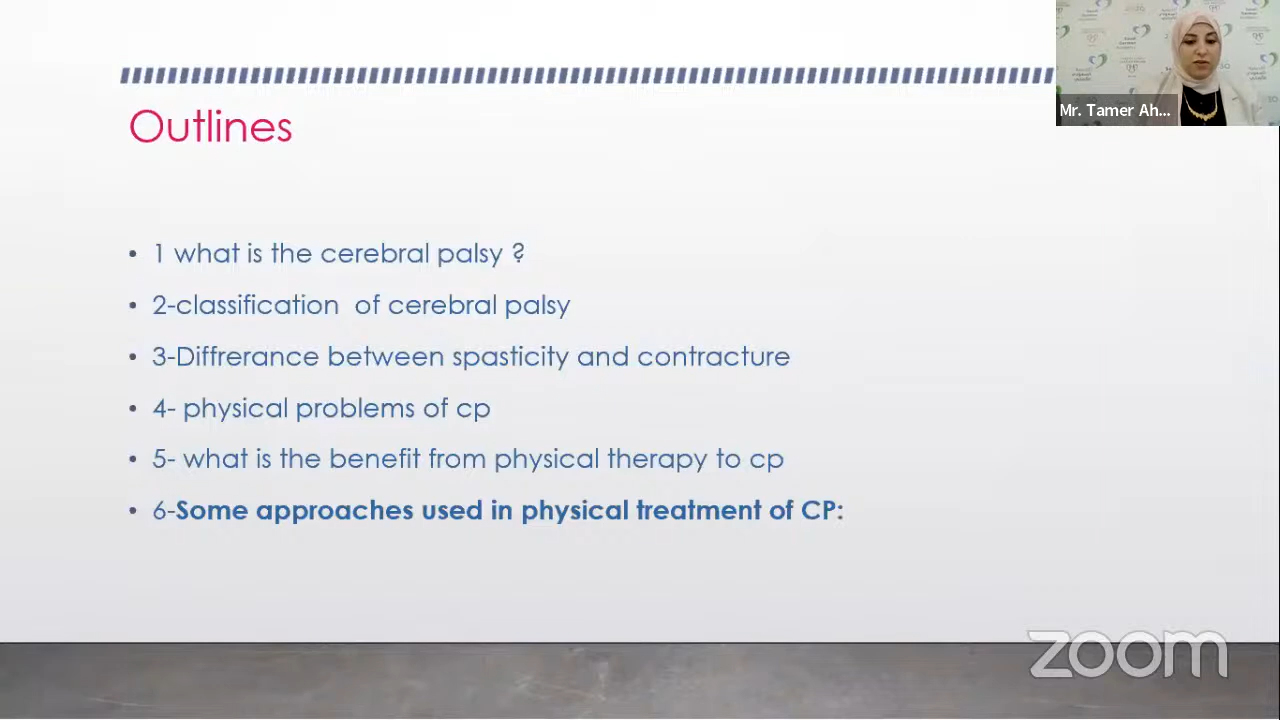 Mr. Tamer Ah...
Outlines
• 1 what is the cerebral palsy ?
• 2-classification  of cerebral palsy
• 3-Diffrerance between spasticity and contracture
• 4- physical problems of cp
• 5- what is the benefit from physical therapy to cp
• 6-Some approaches used in physical treatment of CP:
zoom